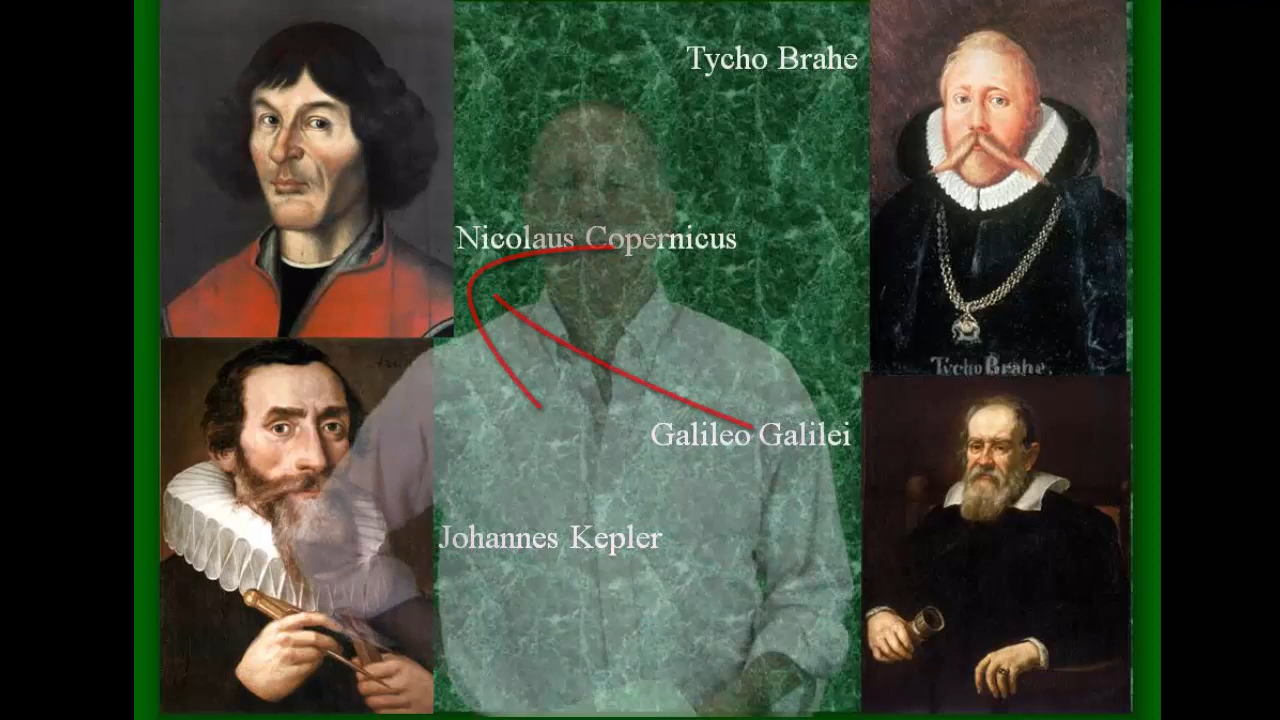 Tycho Brahe
Nicolaus Copernicus
Tycho Brahe,
Galileo Galilei
Johannes Kepler